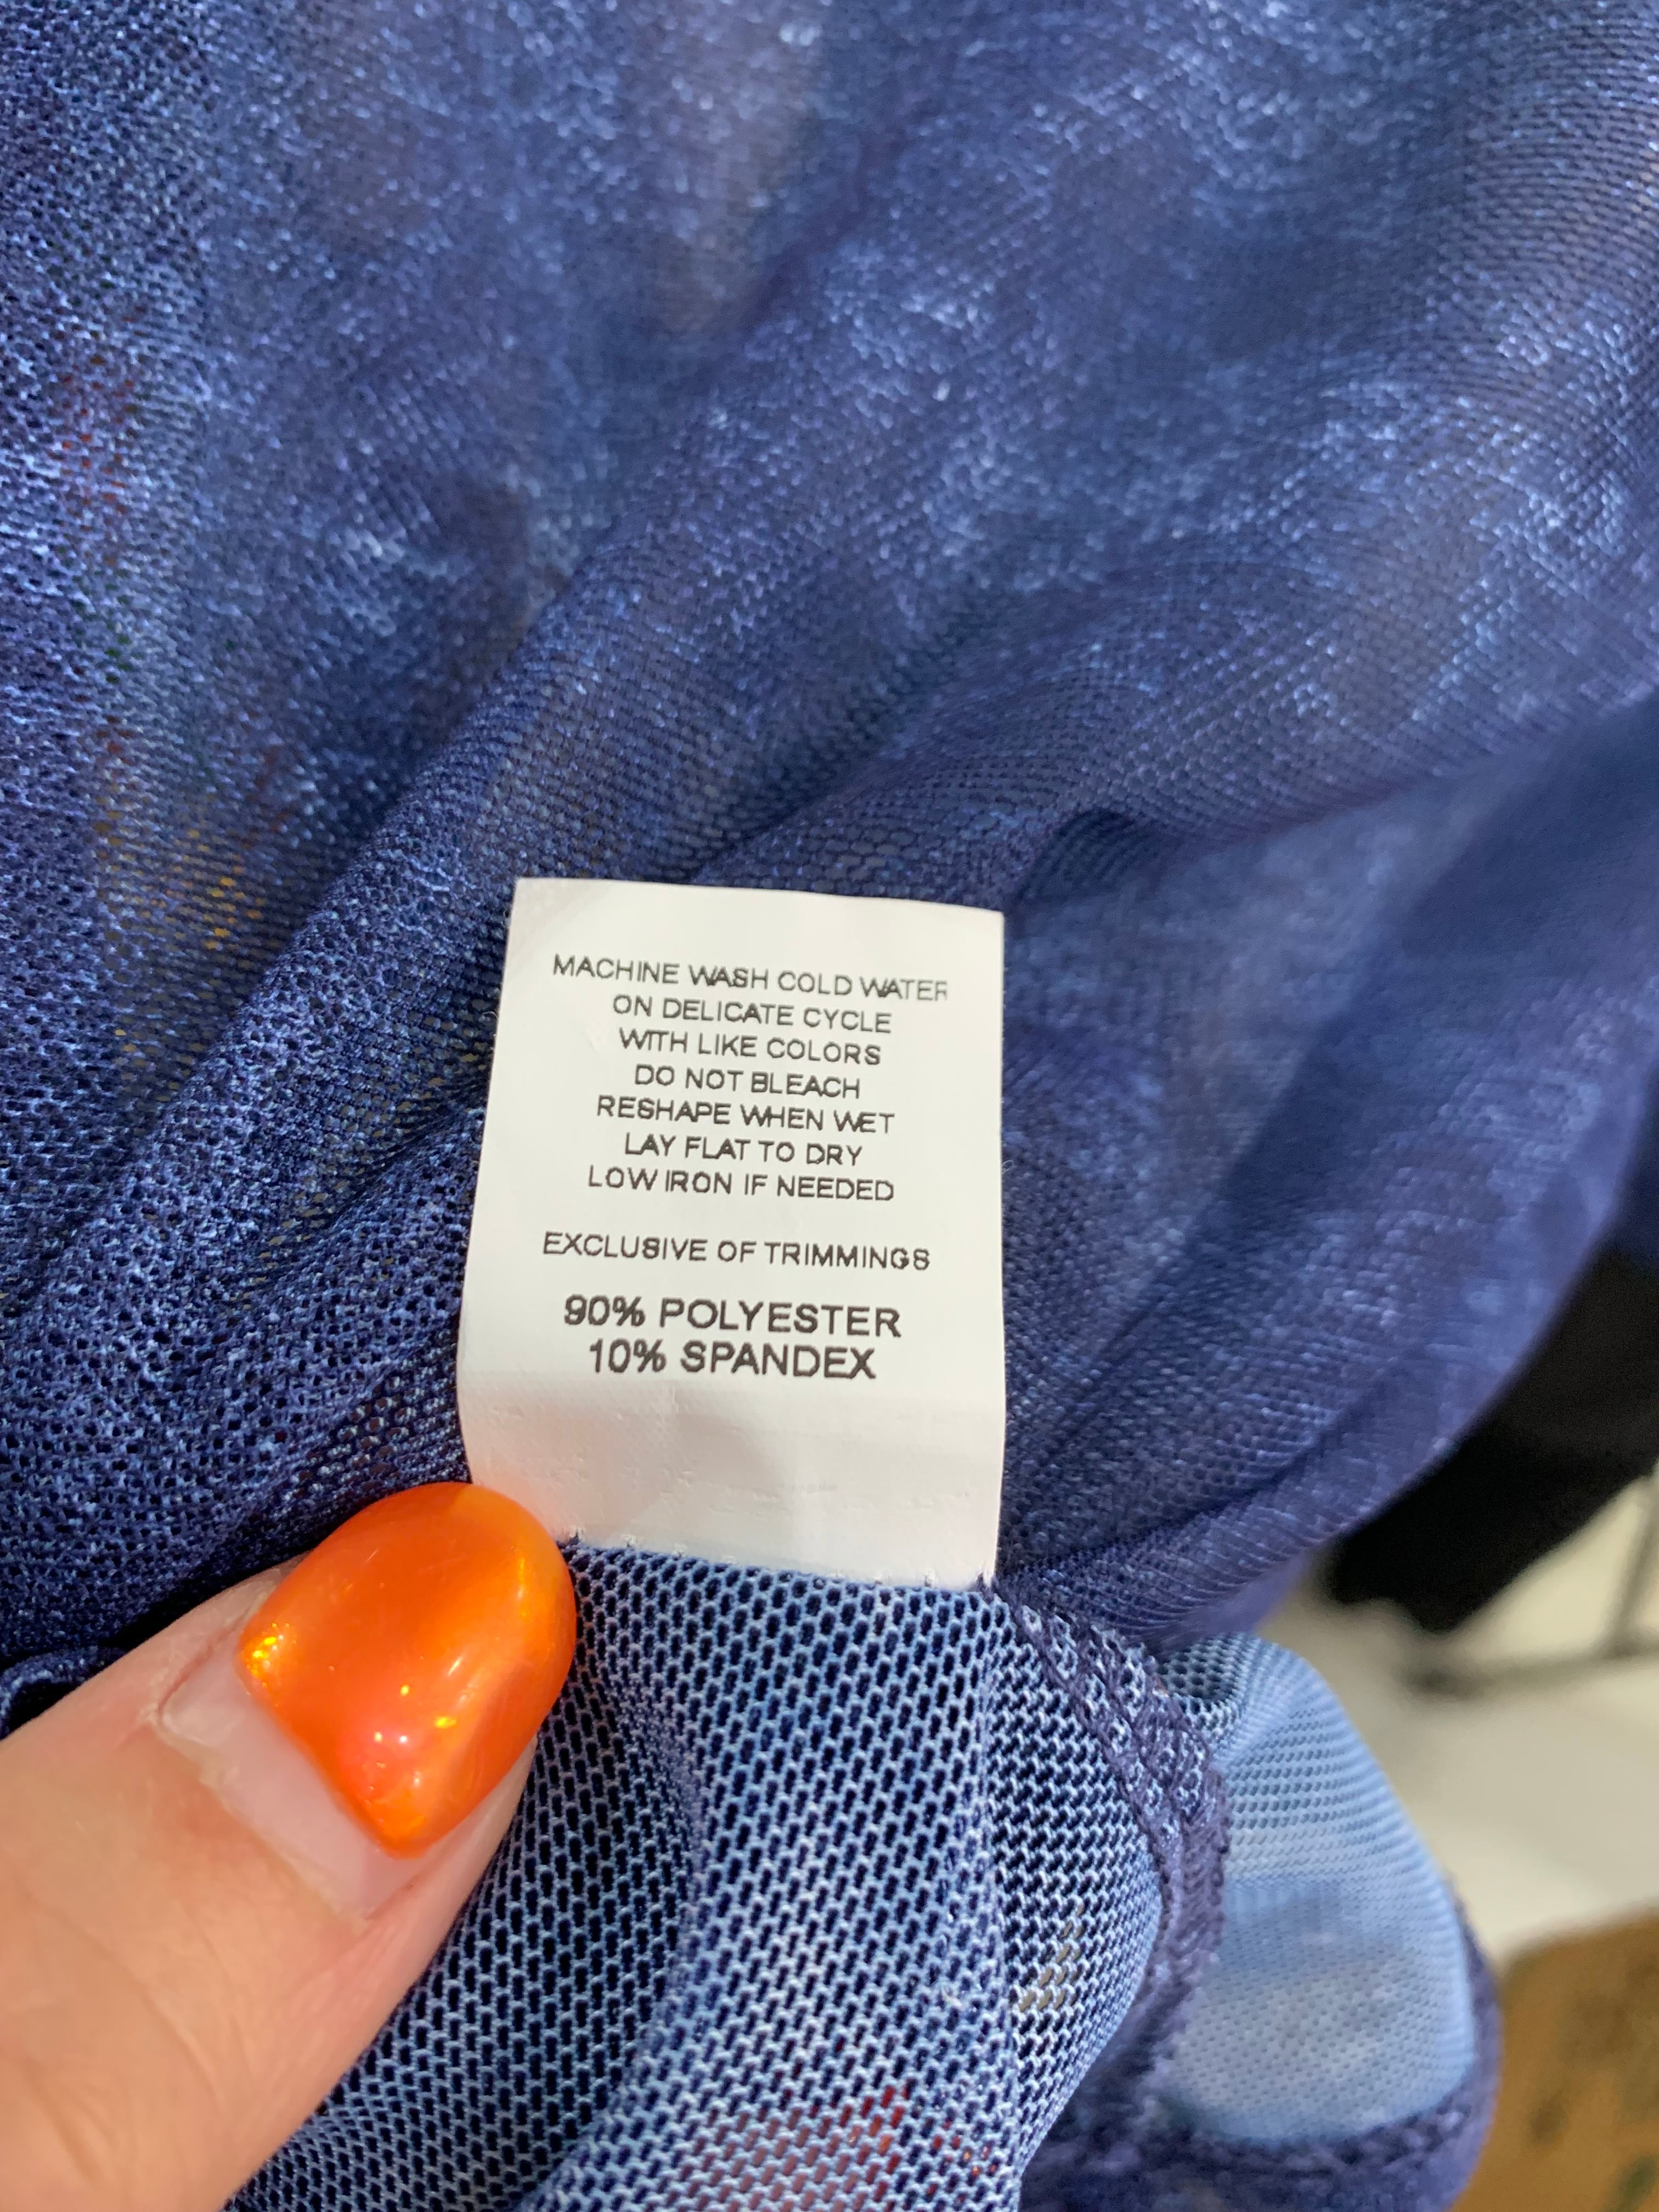 MACHINE WASH COLD WATER
ON DELICATE CYCLE
WITH LIKE COLORS
DO NOT BLEACH
RESHAPE WHEN WET
LAY FLAT TO DRY
LOW IRON IF NEEDED
EXCLUSIVE OF TRIMMINGS
90% POLYESTER
10% SPANDEX